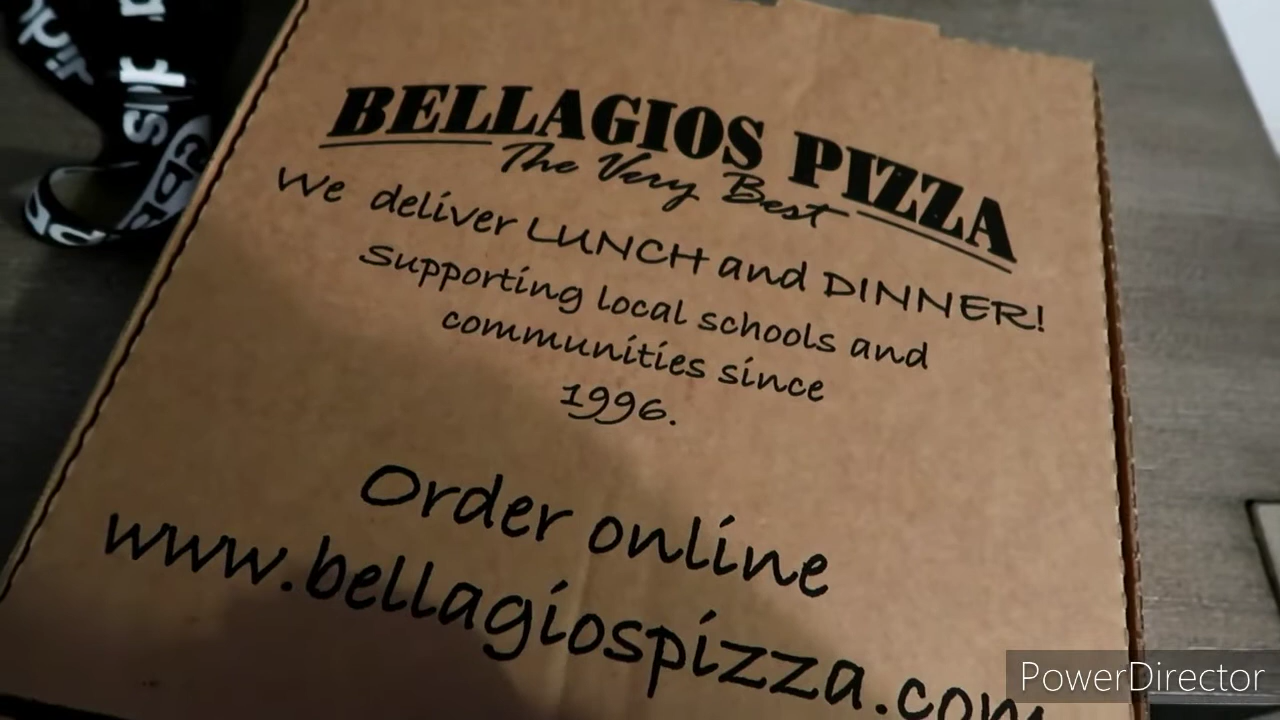 BELLAGIOS PIZZA
The Very Best
We deliver LUNCH and DINNER!
Supporting local schools and
communities since
1996.
Order online
www.bellagiospizza.com
PowerDirector